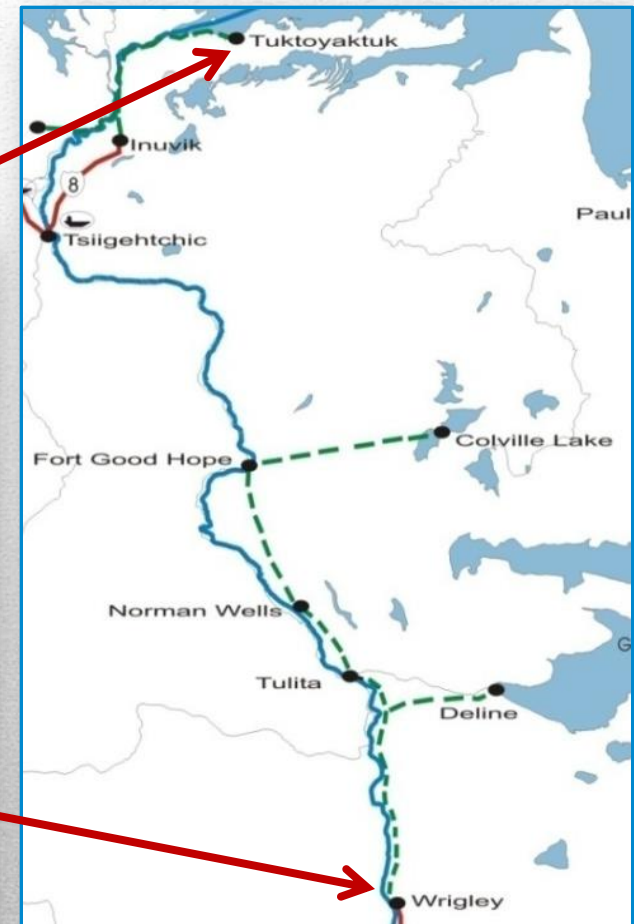 Tuktoyaktuk
Inuvik
8
Paul
Tsiigehtchic
Colville Lake
Fort Good Hope
Norman Wells
G
Tulita
Deline
Wrigley